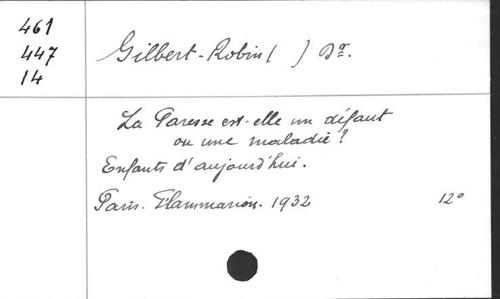 461
447
14
Gilbert-Robin ( ) Dr.
La Paresse est-elle un défaut
ou une maladie?
Enfants d'aujourd'hui.
Paris. Flammarion. 1932 12°